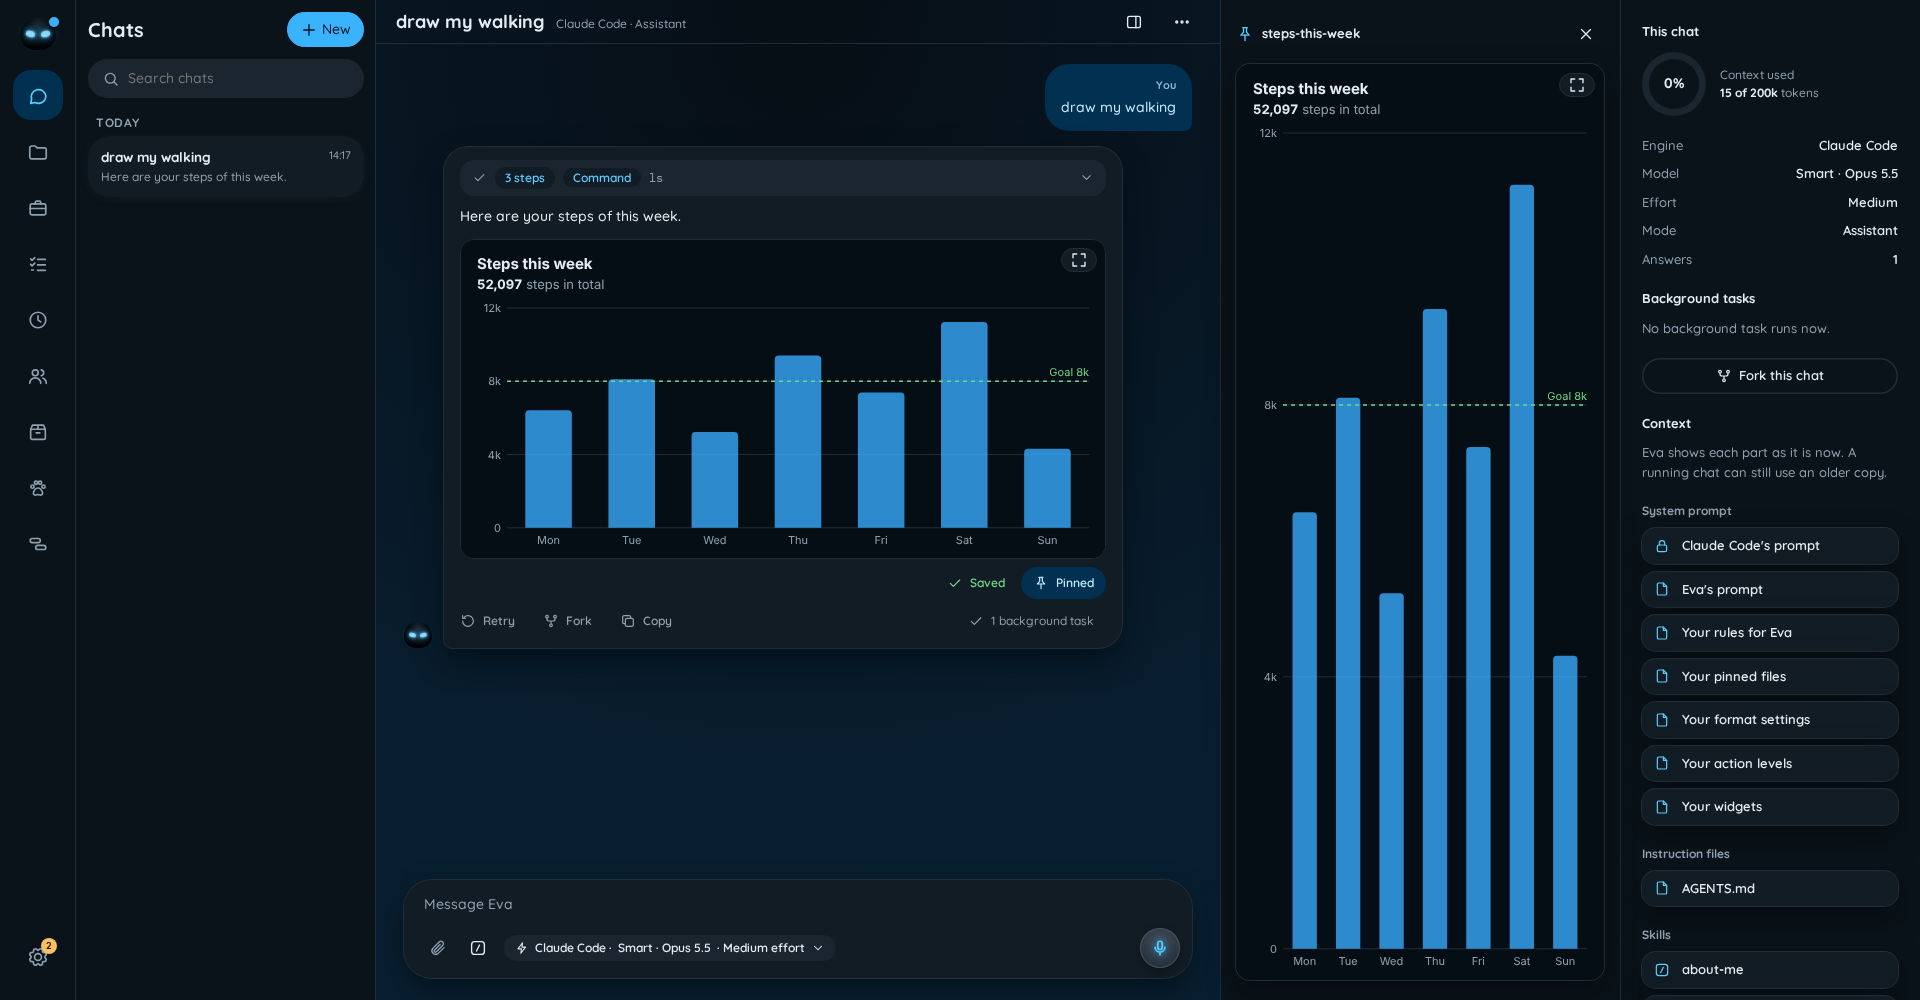 Chats
New
Search chats
TODAY
draw my walking
14:17
Here are your steps of this week.
2
draw my walking
Claude Code · Assistant
You
draw my walking
3 steps
Command
1s
Here are your steps of this week.
Steps this week
52,097 steps in total
12k
8k
4k
0
Goal 8k
Mon
Tue
Wed
Thu
Fri
Sat
Sun
Saved
Pinned
Retry
Fork
Copy
1 background task
Message Eva
Claude Code · Smart · Opus 5.5 · Medium effort
steps-this-week
Steps this week
52,097 steps in total
12k
8k
4k
0
Goal 8k
Mon
Tue
Wed
Thu
Fri
Sat
Sun
This chat
0%
Context used
15 of 200k tokens
Engine
Claude Code
Model
Smart · Opus 5.5
Effort
Medium
Mode
Assistant
Answers
1
Background tasks
No background task runs now.
Fork this chat
Context
Eva shows each part as it is now. A
running chat can still use an older copy.
System prompt
Claude Code's prompt
Eva's prompt
Your rules for Eva
Your pinned files
Your format settings
Your action levels
Your widgets
Instruction files
AGENTS.md
Skills
about-me